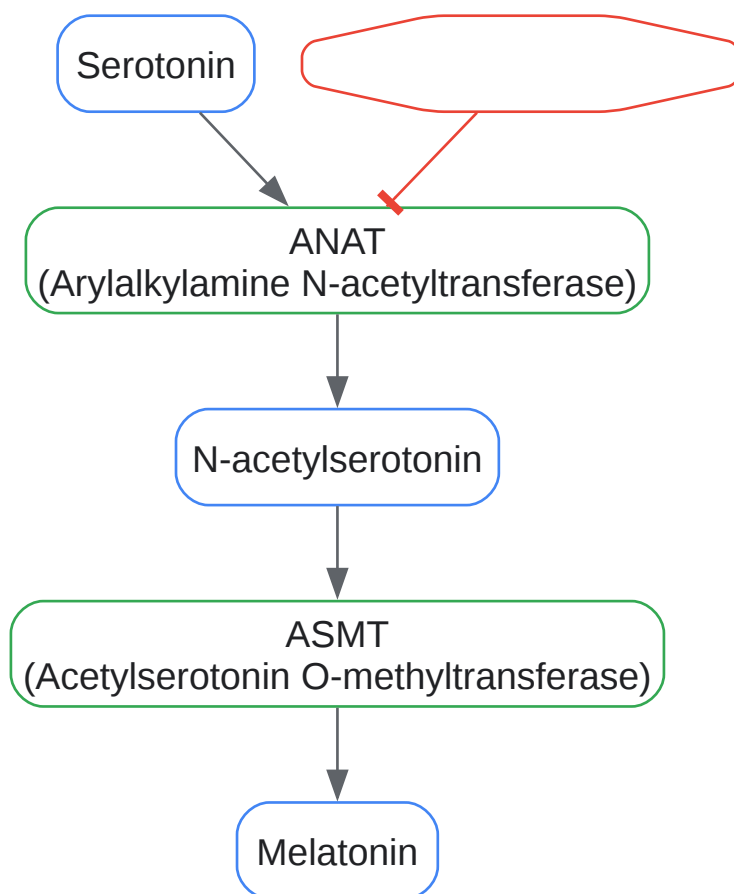 Serotonin
ANAT
(Arylalkylamine N-acetyltransferase)
N-acetylserotonin
ASMT
(Acetylserotonin O-methyltransferase)
Melatonin